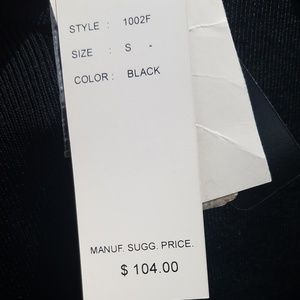 STYLE : 1002F
SIZE : S -
COLOR : BLACK
MANUF. SUGG. PRICE.
$ 104.00